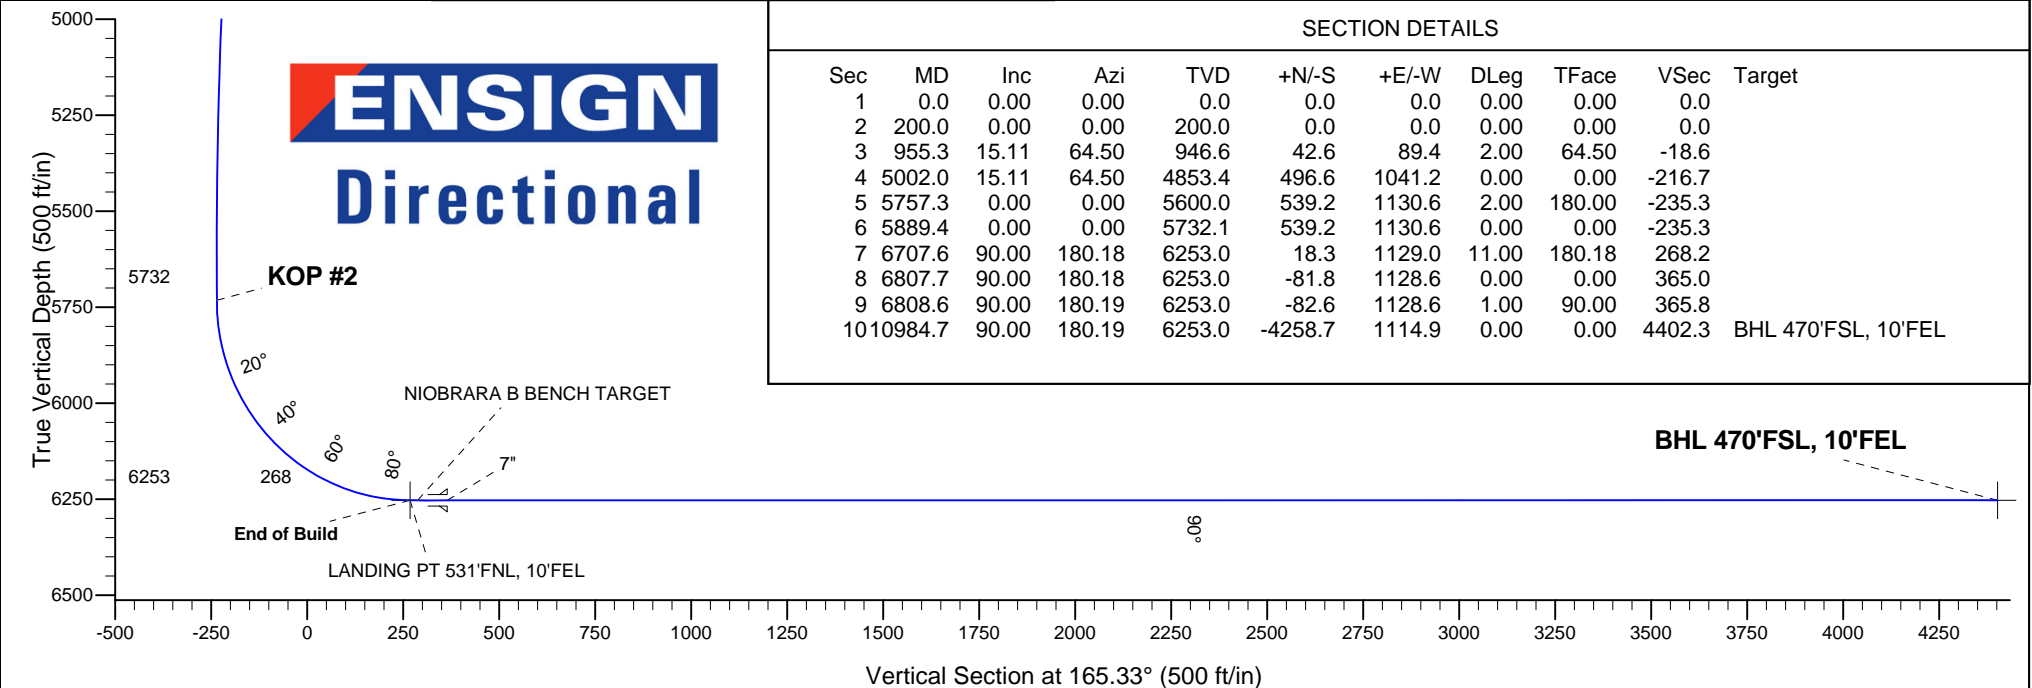 SECTION DETAILS
Sec MD Inc Azi TVD +N/-S +E/-W DLeg TFace VSec Target
1 0.0 0.00 0.00 0.0 0.0 0.0 0.00 0.00 0.0
2 200.0 0.00 0.00 200.0 0.0 0.0 0.00 0.00 0.0
3 955.3 15.11 64.50 946.6 42.6 89.4 2.00 64.50 -18.6
4 5002.0 15.11 64.50 4853.4 496.6 1041.2 0.00 0.00 -216.7
5 5757.3 0.00 0.00 5600.0 539.2 1130.6 2.00 180.00 -235.3
6 5889.4 0.00 0.00 5732.1 539.2 1130.6 0.00 0.00 -235.3
7 6707.6 90.00 180.18 6253.0 18.3 1129.0 11.00 180.18 268.2
8 6807.7 90.00 180.18 6253.0 -81.8 1128.6 0.00 0.00 365.0
9 6808.6 90.00 180.19 6253.0 -82.6 1128.6 1.00 90.00 365.8
10 10984.7 90.00 180.19 6253.0 -4258.7 1114.9 0.00 0.00 4402.3 BHL 470'FSL, 10'FEL
ENSIGN
Directional
True Vertical Depth (500 ft/in)
5000
5250
5500
5750
6000
6250
6500
5732
KOP #2
20°
40°
60°
80°
90°
NIOBRARA B BENCH TARGET
7"
BHL 470'FSL, 10'FEL
6253
268
End of Build
LANDING PT 531'FNL, 10'FEL
-500 -250 0 250 500 750 1000 1250 1500 1750 2000 2250 2500 2750 3000 3250 3500 3750 4000 4250
Vertical Section at 165.33° (500 ft/in)